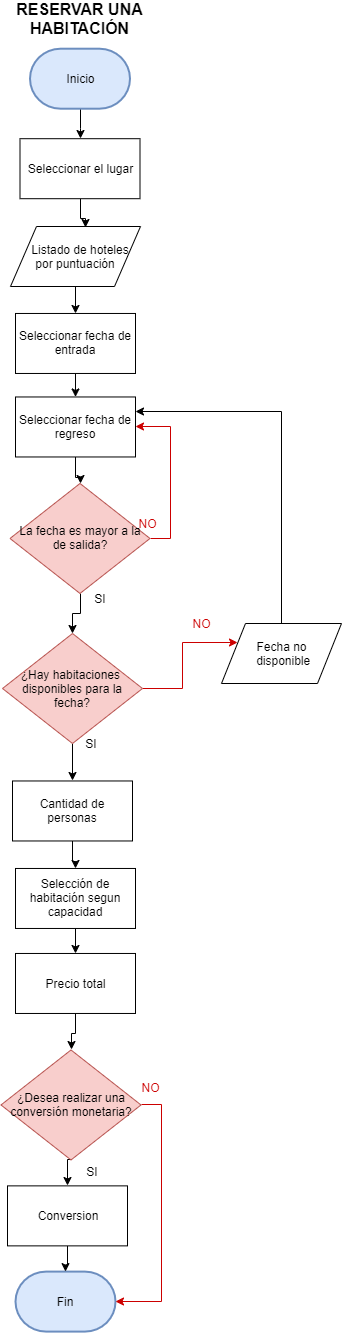 RESERVAR UNA
HABITACIÓN
Inicio
Seleccionar el lugar
Listado de hoteles
por puntuación
Seleccionar fecha de
entrada
Seleccionar fecha de
regreso
La fecha es mayor a la
de salida?
NO
SI
¿Hay habitaciones
disponibles para la
fecha?
NO
Fecha no
disponible
SI
Cantidad de
personas
Selección de
habitación segun
capacidad
Precio total
¿Desea realizar una
conversión monetaria?
NO
SI
Conversion
Fin